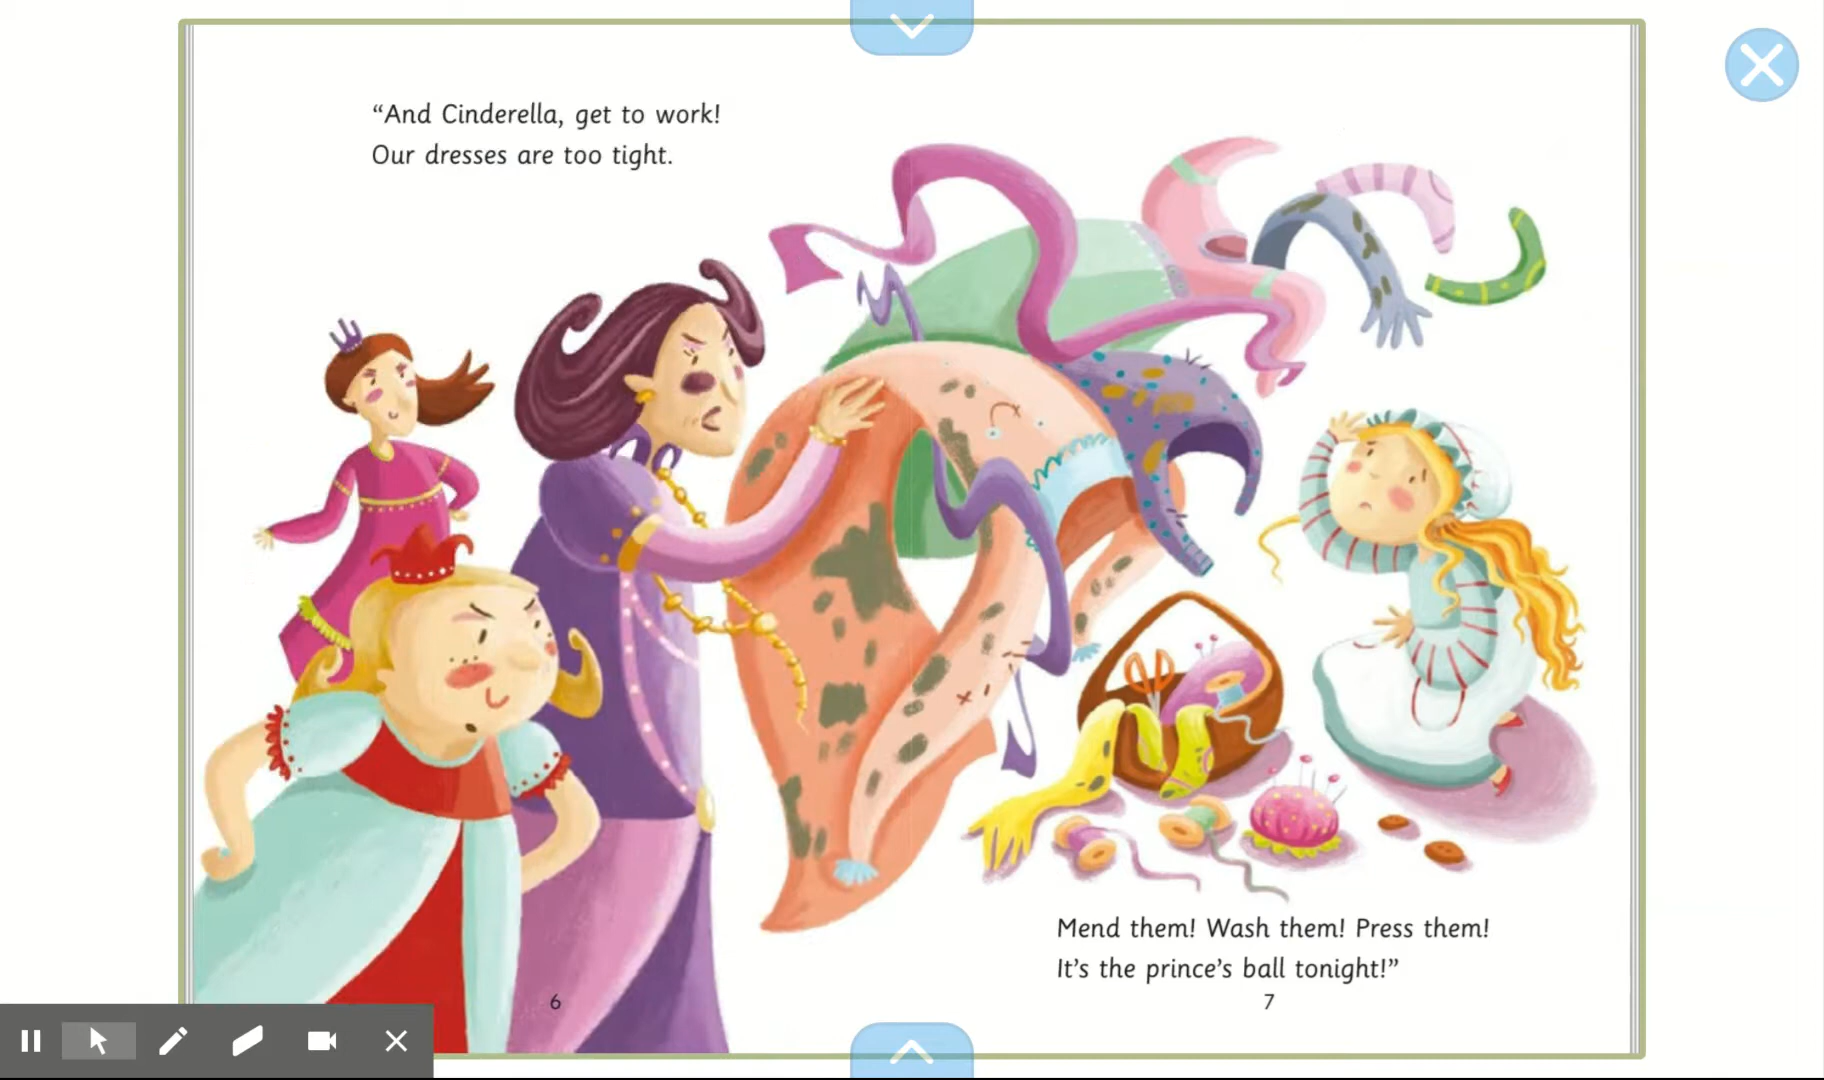 “And Cinderella, get to work!
Our dresses are too tight.
Mend them! Wash them! Press them!
It’s the prince’s ball tonight!”
6
7